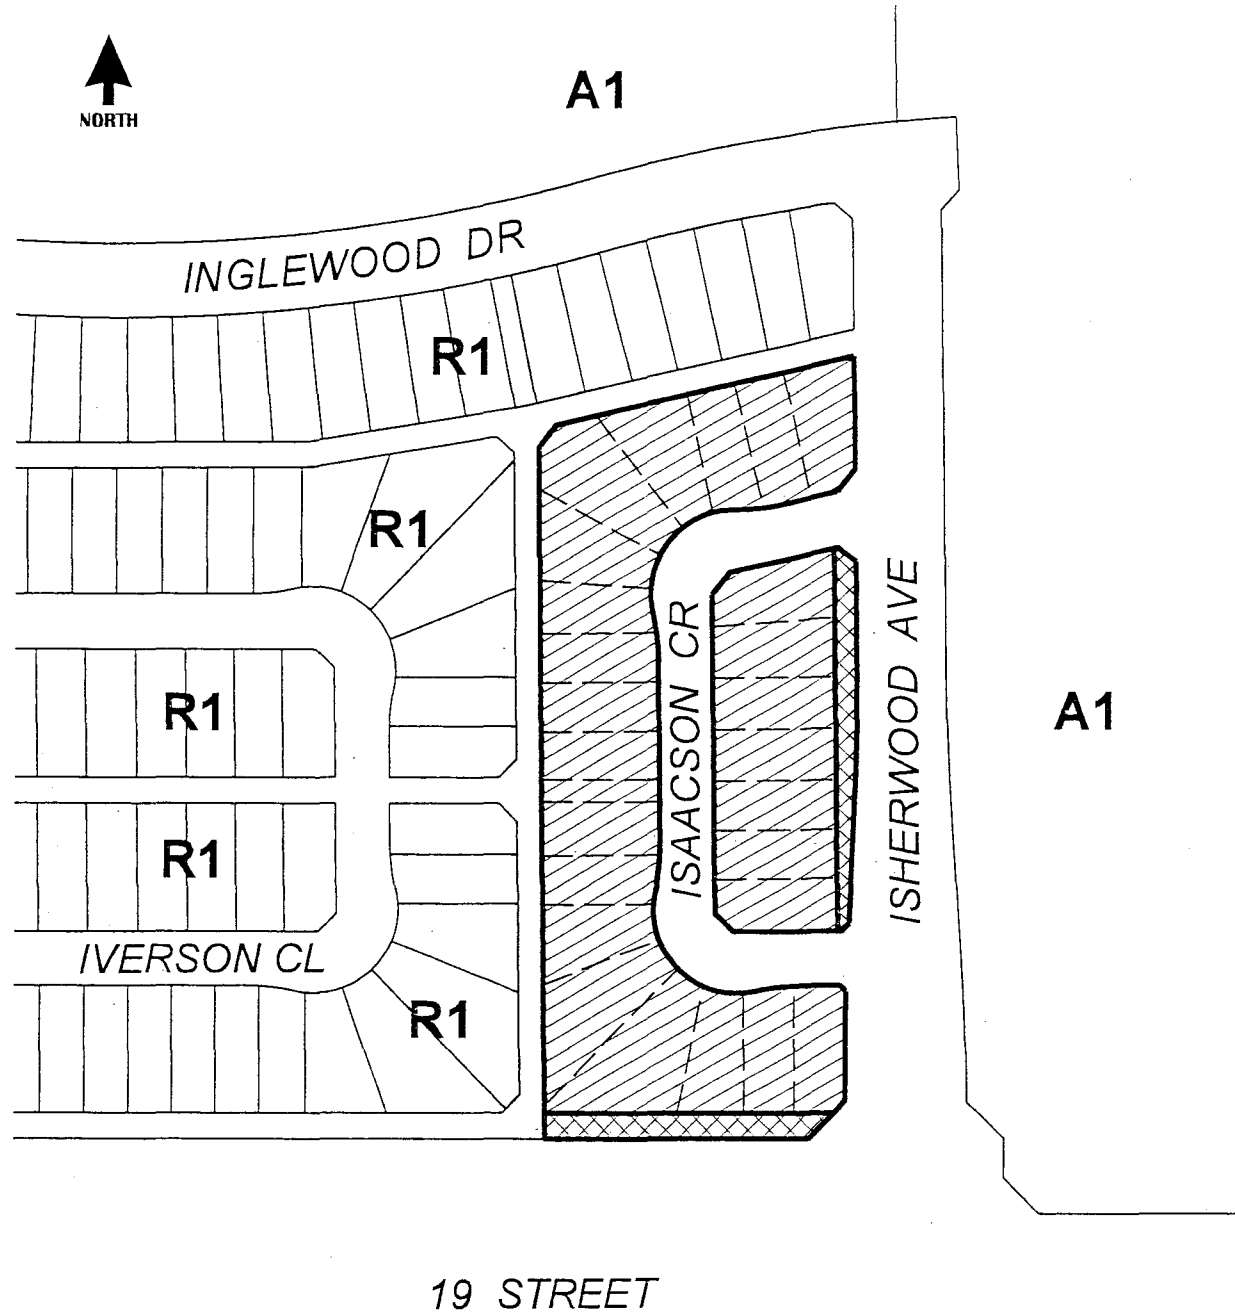 A1
NORTH
INGLEWOOD DR
R1
R1
ISHERWOOD AVE
ISAACSON CR
R1
A1
R1
IVERSON CL
R1
19 STREET